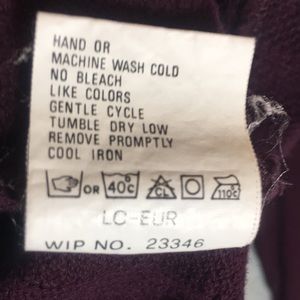 HAND OR
MACHINE WASH COLD
NO BLEACH
LIKE COLORS
GENTLE CYCLE
TUMBLE DRY LOW
REMOVE PROMPTLY
COOL IRON
OR 40°C CL 110°C
LC-EUR
WIP NO. 23346